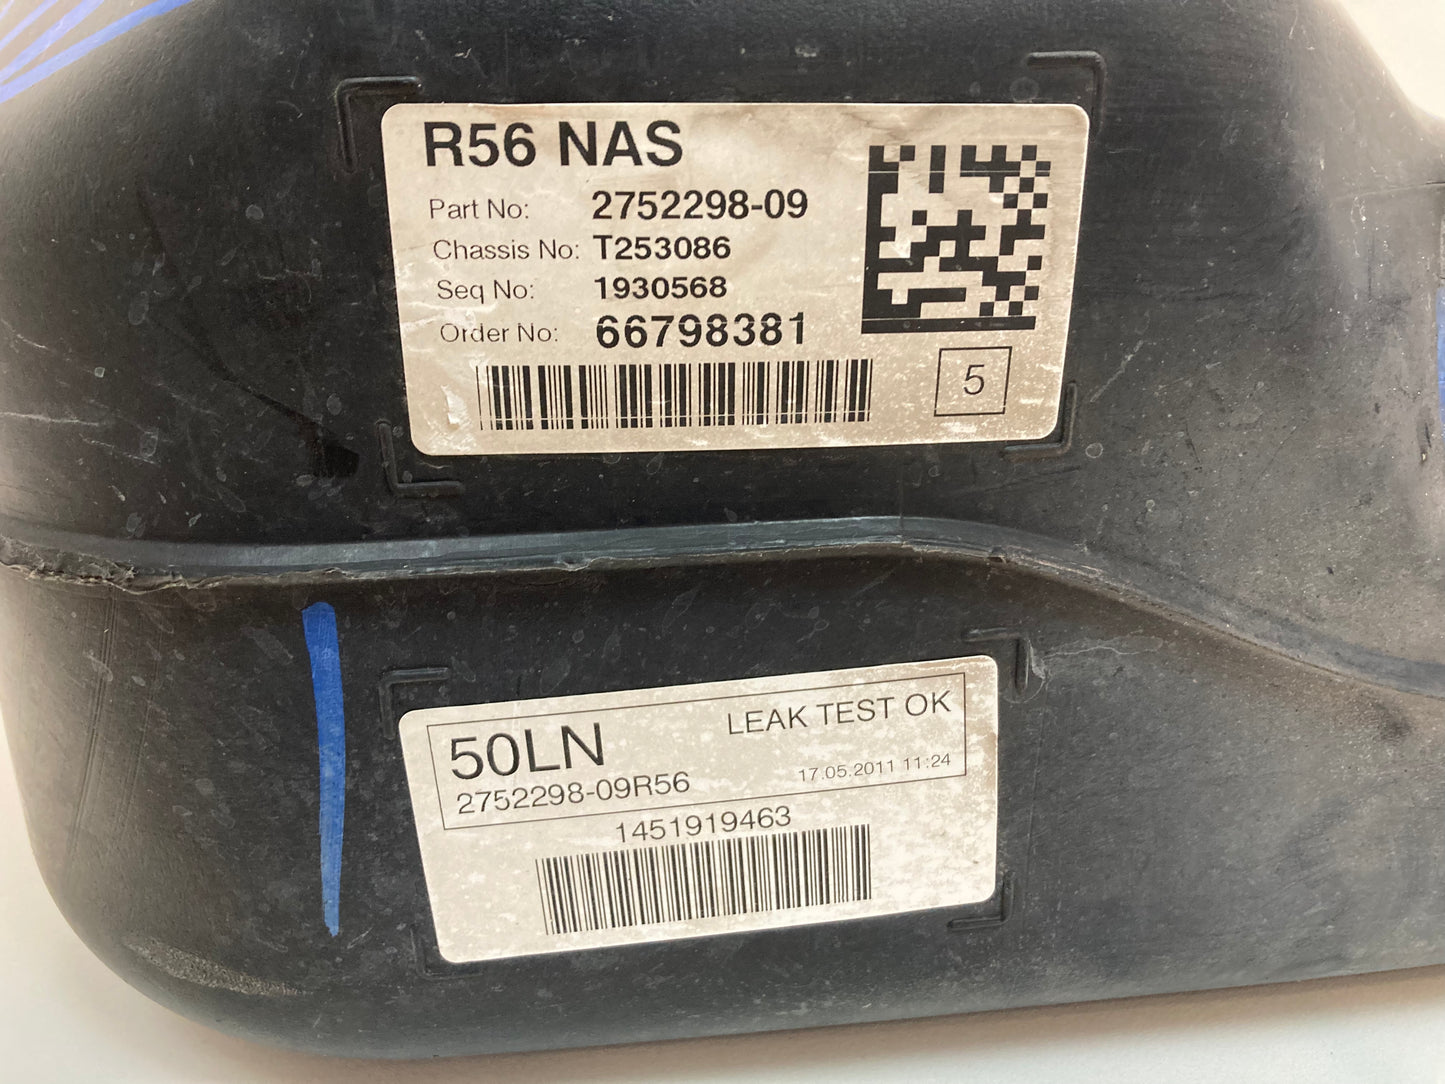 R56 NAS
Part No: 2752298-09
Chassis No: T253086
Seq No: 1930568
Order No: 66798381
5
50LN LEAK TEST OK
2752298-09R56 17.05.2011 11:24
1451919463